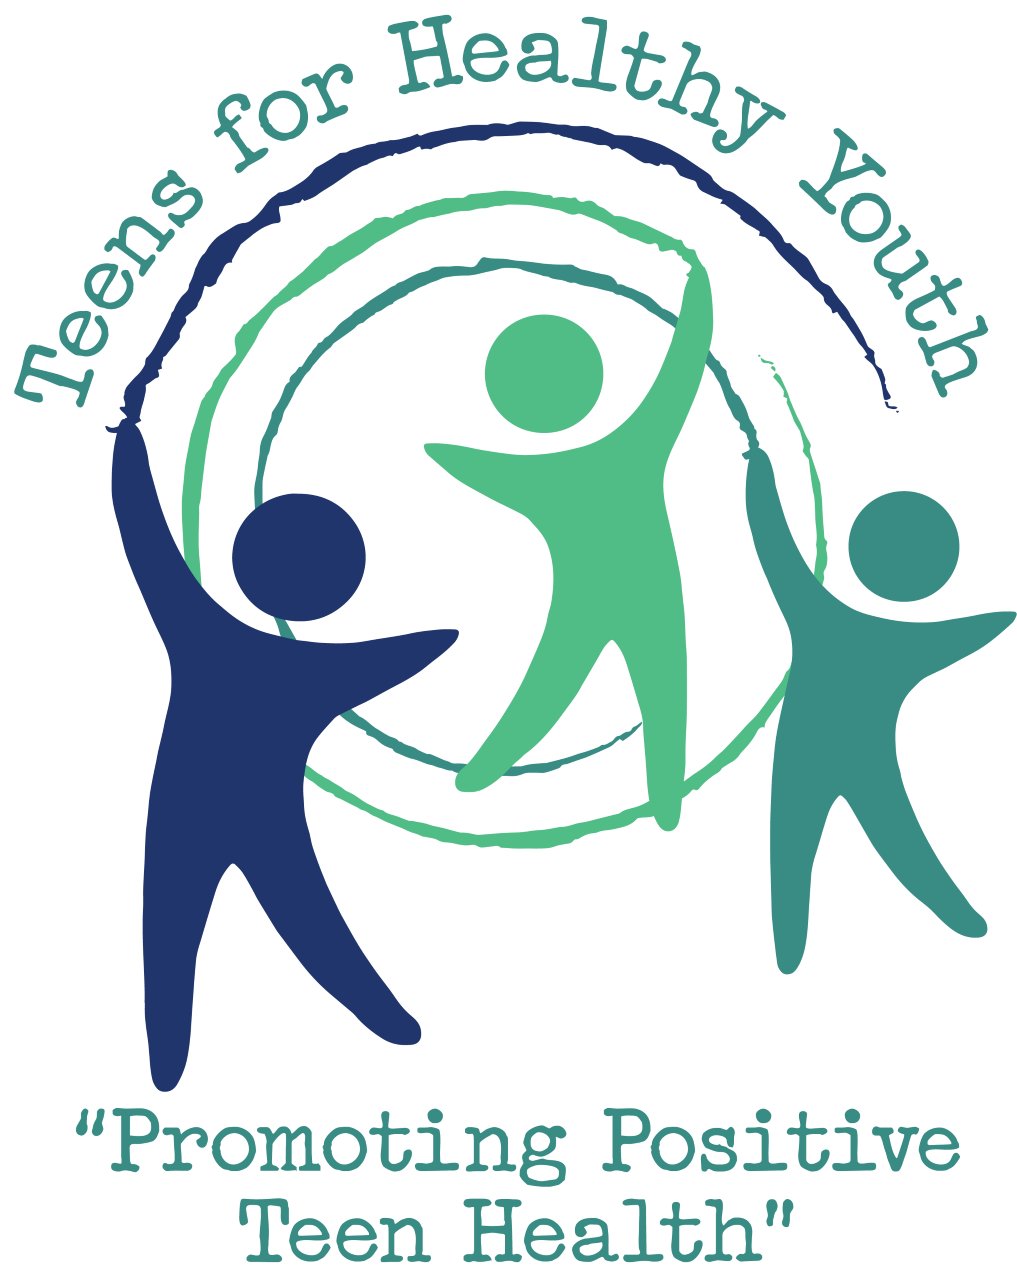 Teens for Healthy Youth
“Promoting Positive
Teen Health"